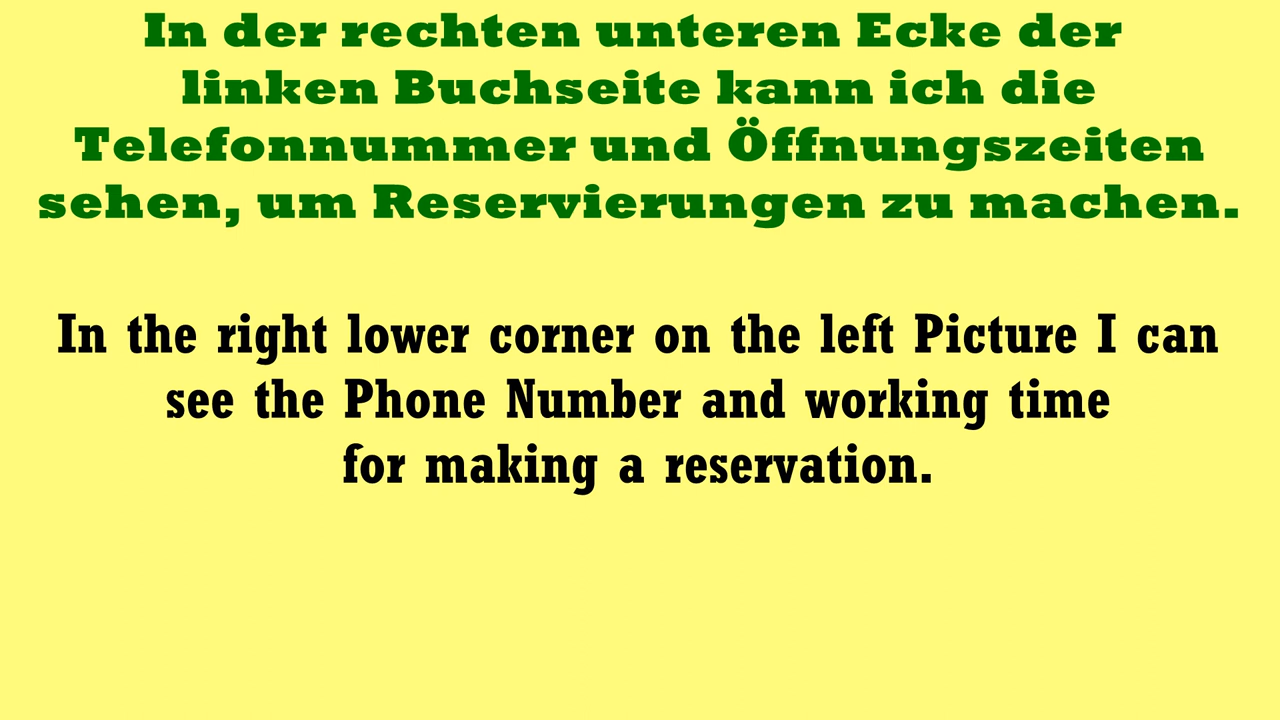 In der rechten unteren Ecke der
linken Buchseite kann ich die
Telefonnummer und Öffnungszeiten
sehen, um Reservierungen zu machen.
In the right lower corner on the left Picture I can
see the Phone Number and working time
for making a reservation.